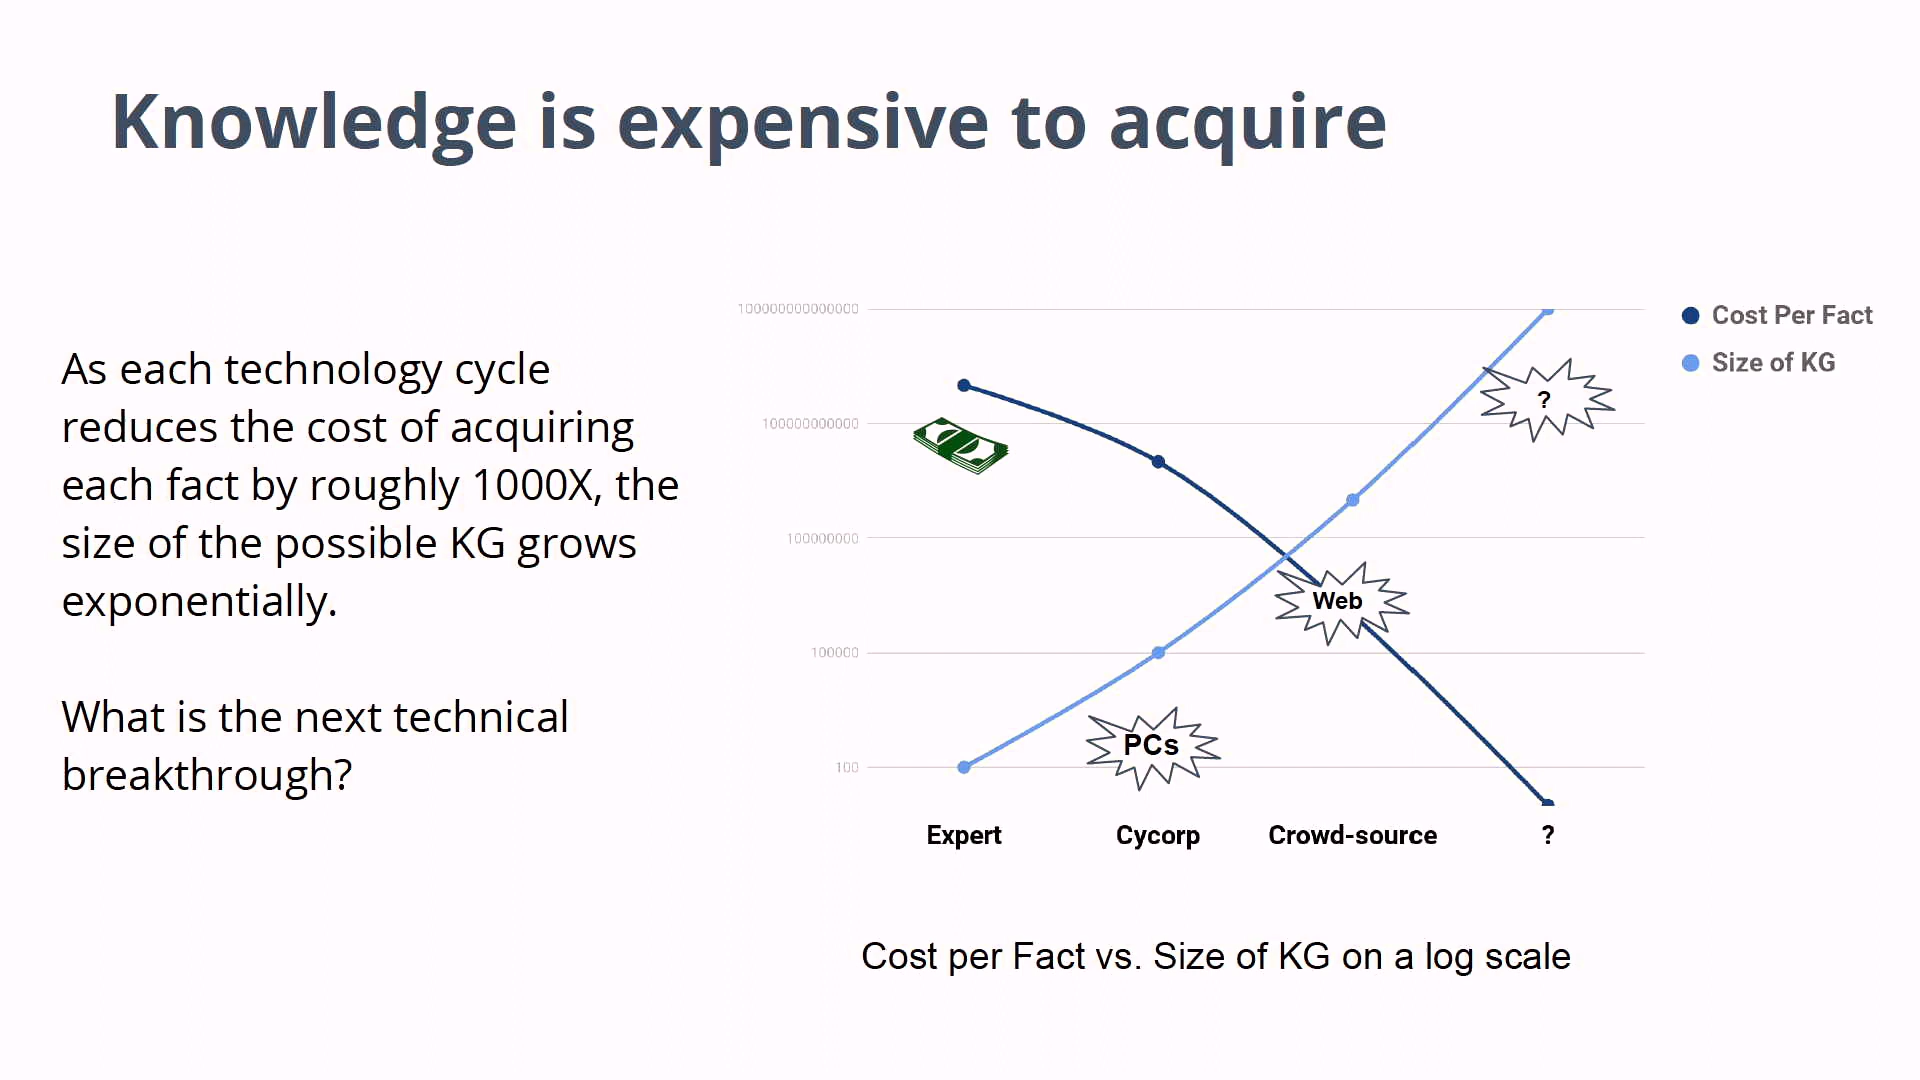 Knowledge is expensive to acquire
As each technology cycle
reduces the cost of acquiring
each fact by roughly 1000X, the
size of the possible KG grows
exponentially.
What is the next technical
breakthrough?
100000000000000
100000000000
100000000
100000
100
Cost Per Fact
Size of KG
?
Web
PCs
Expert
Cycorp
Crowd-source
?
Cost per Fact vs. Size of KG on a log scale